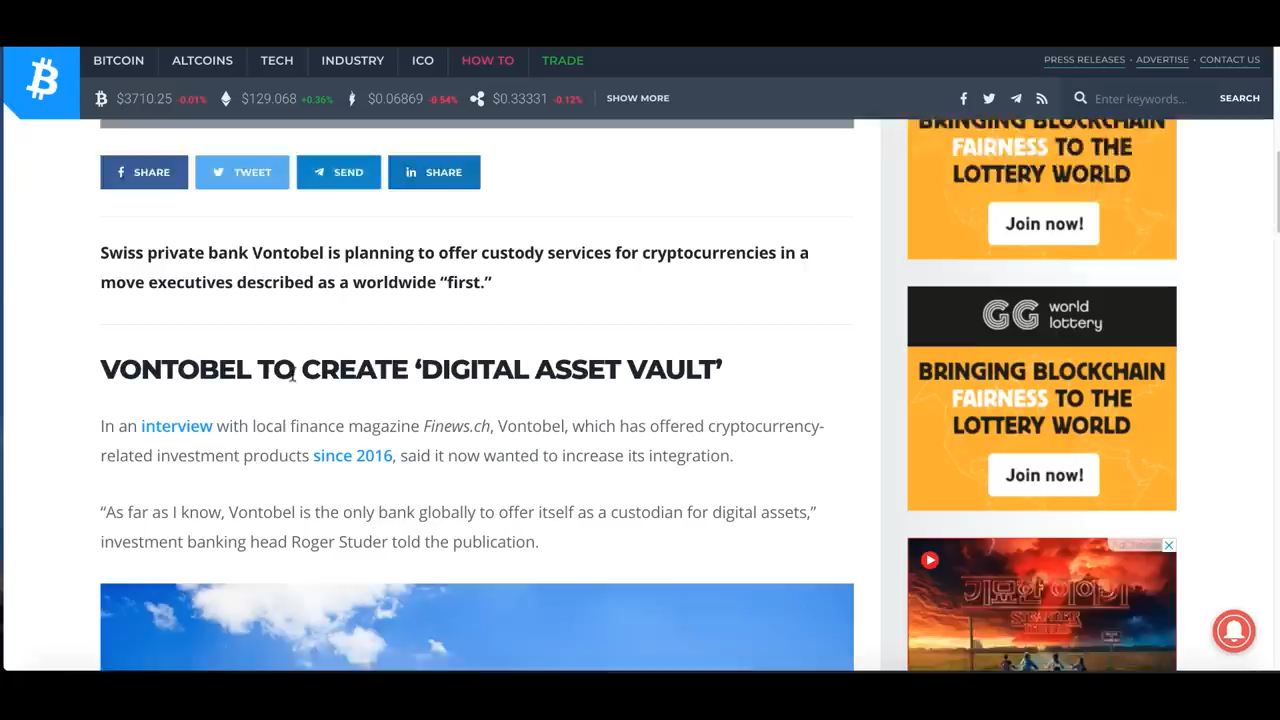 BITCOIN ALTCOINS TECH INDUSTRY ICO HOW TO TRADE PRESS RELEASES · ADVERTISE · CONTACT US
$3710.25 -0.01% $129.068 +0.36% $0.06869 -0.54% $0.33331 -0.12% SHOW MORE Enter keywords... SEARCH
SHARE TWEET SEND in SHARE
Swiss private bank Vontobel is planning to offer custody services for cryptocurrencies in a
move executives described as a worldwide “first.”
VONTOBEL TO CREATE ‘DIGITAL ASSET VAULT’
In an interview with local finance magazine Finews.ch, Vontobel, which has offered cryptocurrency-
related investment products since 2016, said it now wanted to increase its integration.
“As far as I know, Vontobel is the only bank globally to offer itself as a custodian for digital assets,”
investment banking head Roger Studer told the publication.
BRINGING BLOCKCHAIN
FAIRNESS TO THE
LOTTERY WORLD
Join now!
GG world
lottery
BRINGING BLOCKCHAIN
FAIRNESS TO THE
LOTTERY WORLD
Join now!
기묘한 이야기